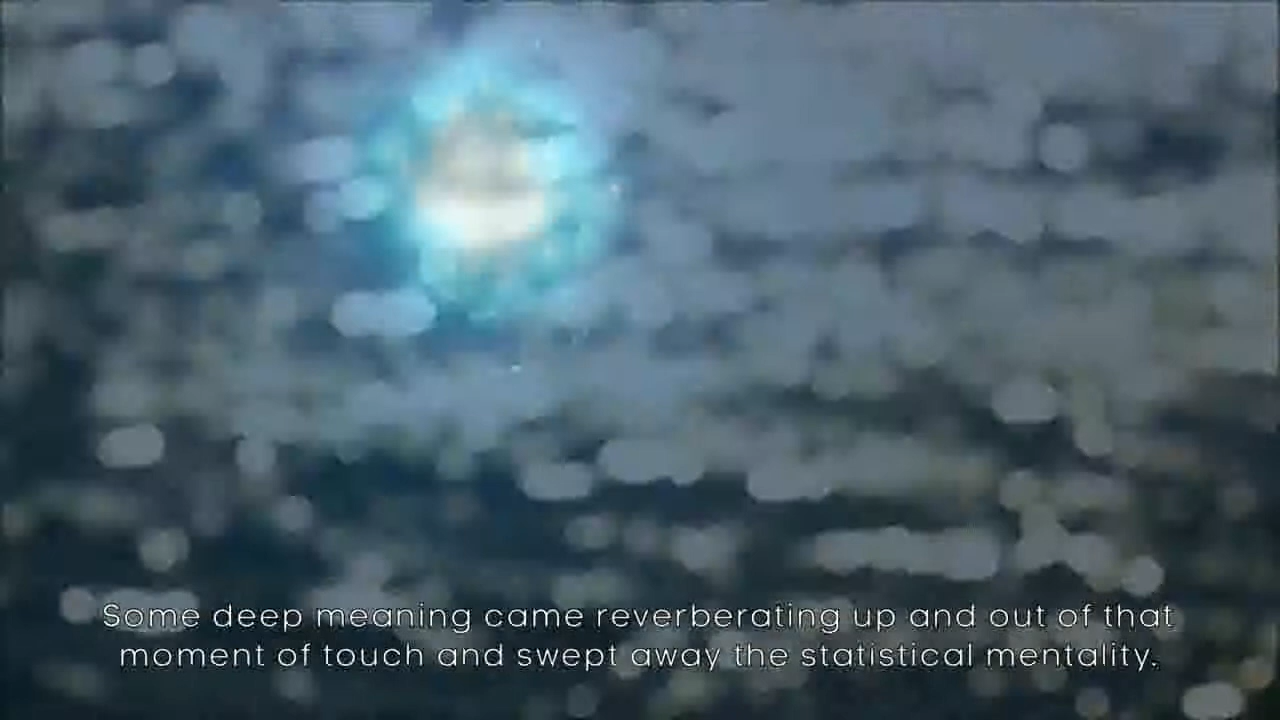 Some deep meaning came reverberating up and out of that
moment of touch and swept away the statistical mentality.